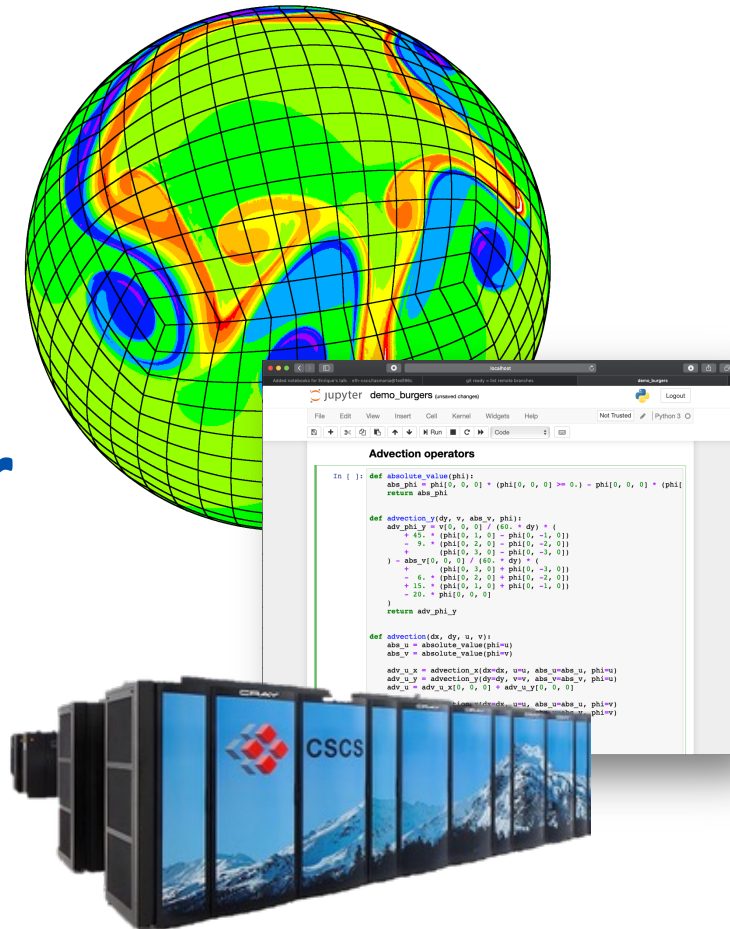 localhost
demo_burgers
jupyter demo_burgers (unsaved changes)
Logout
File Edit View Insert Cell Kernel Widgets Help
Not Trusted
Python 3
Run
Code
Advection operators
In [ ]: def absolute_value(phi):
abs_phi = phi[0, 0, 0] * (phi[0, 0, 0] >= 0.) - phi[0, 0, 0] * (phi[
return abs_phi
def advection_y(dy, v, abs_v, phi):
adv_phi_y = v[0, 0, 0] / (60. * dy) * (
+ 45. * (phi[0, 1, 0] - phi[0, -1, 0])
- 9. * (phi[0, 2, 0] - phi[0, -2, 0])
+ (phi[0, 3, 0] - phi[0, -3, 0])
) - abs_v[0, 0, 0] / (60. * dy) * (
+ (phi[0, 3, 0] + phi[0, -3, 0])
- 6. * (phi[0, 2, 0] + phi[0, -2, 0])
+ 15. * (phi[0, 1, 0] + phi[0, -1, 0])
- 20. * phi[0, 0, 0]
)
return adv_phi_y
def advection(dx, dy, u, v):
abs_u = absolute_value(phi=u)
abs_v = absolute_value(phi=v)
adv_u_x = advection_x(dx=dx, u=u, abs_u=abs_u, phi=u)
adv_u_y = advection_y(dy=dy, v=v, abs_v=abs_v, phi=u)
adv_u = adv_u_x[0, 0, 0] + adv_u_y[0, 0, 0]
CRAY
CSCS